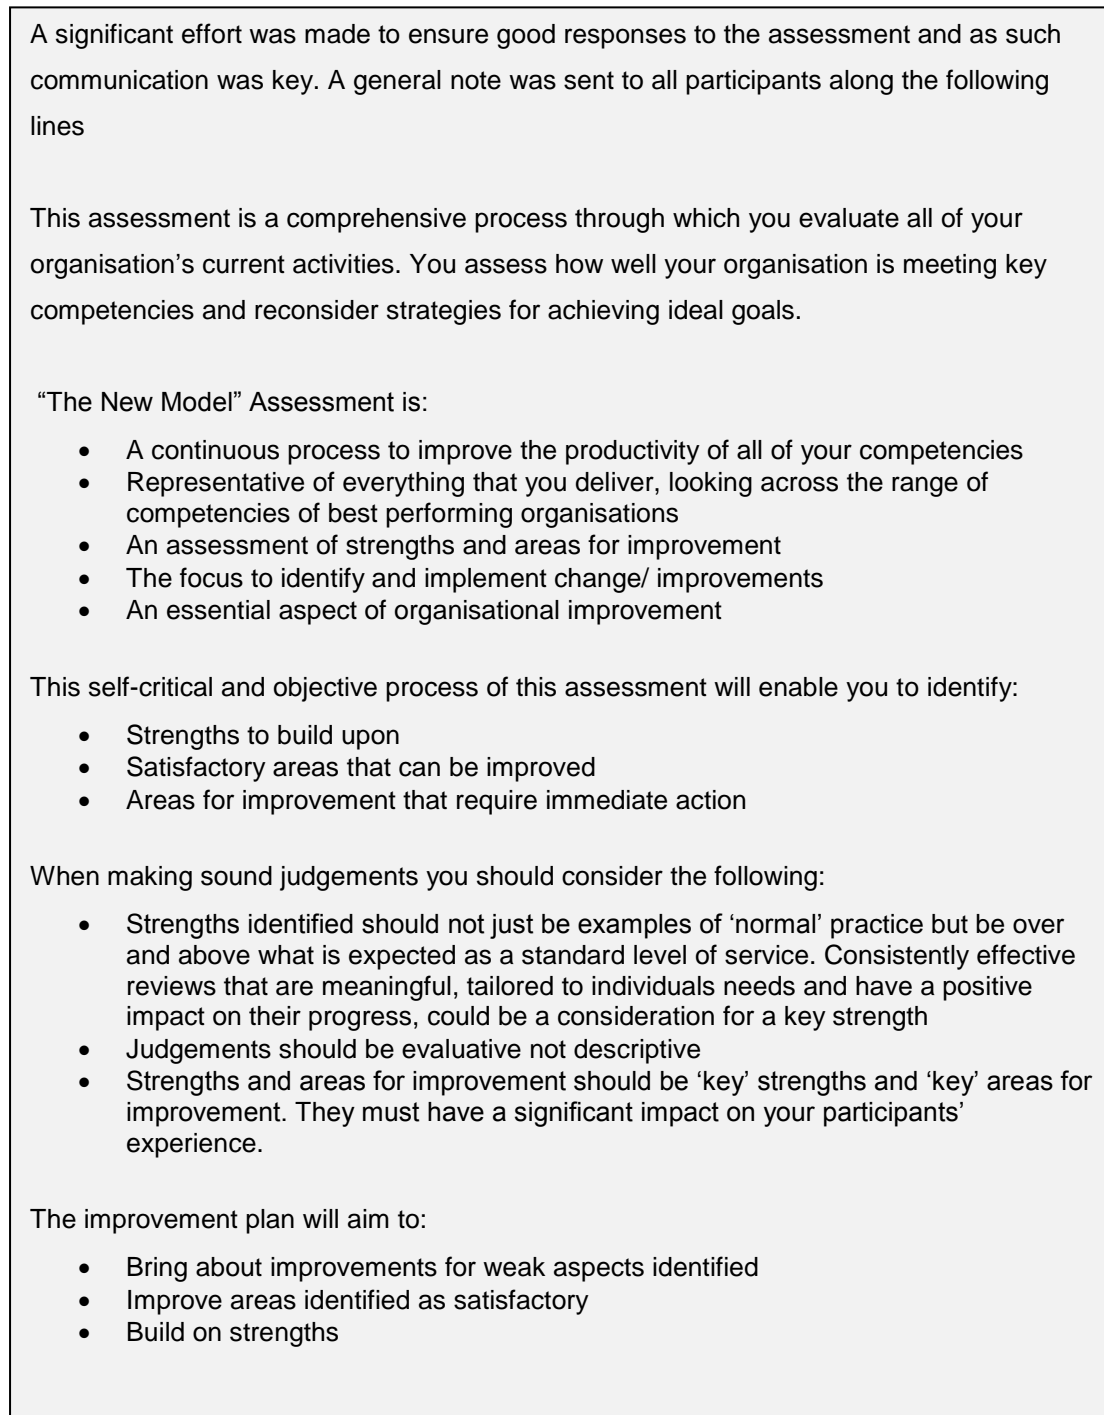 A significant effort was made to ensure good responses to the assessment and as such
communication was key. A general note was sent to all participants along the following
lines
This assessment is a comprehensive process through which you evaluate all of your
organisation’s current activities. You assess how well your organisation is meeting key
competencies and reconsider strategies for achieving ideal goals.
“The New Model” Assessment is:
• A continuous process to improve the productivity of all of your competencies
• Representative of everything that you deliver, looking across the range of
competencies of best performing organisations
• An assessment of strengths and areas for improvement
• The focus to identify and implement change/ improvements
• An essential aspect of organisational improvement
This self-critical and objective process of this assessment will enable you to identify:
• Strengths to build upon
• Satisfactory areas that can be improved
• Areas for improvement that require immediate action
When making sound judgements you should consider the following:
• Strengths identified should not just be examples of ‘normal’ practice but be over
and above what is expected as a standard level of service. Consistently effective
reviews that are meaningful, tailored to individuals needs and have a positive
impact on their progress, could be a consideration for a key strength
• Judgements should be evaluative not descriptive
• Strengths and areas for improvement should be ‘key’ strengths and ‘key’ areas for
improvement. They must have a significant impact on your participants’
experience.
The improvement plan will aim to:
• Bring about improvements for weak aspects identified
• Improve areas identified as satisfactory
• Build on strengths